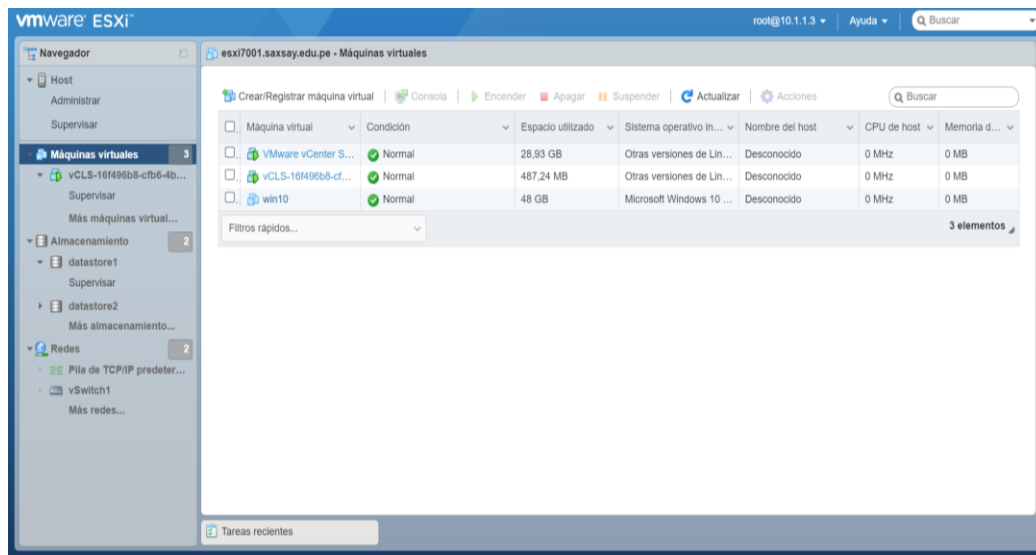 vmware ESXi™
root@10.1.1.3
Ayuda
Buscar
Navegador
esxi7001.saxsay.edu.pe - Máquinas virtuales
Host
Administrar
Supervisar
Máquinas virtuales 3
vCLS-16f496b8-cfb6-4b...
Supervisar
Más máquinas virtual...
Almacenamiento 2
datastore1
Supervisar
datastore2
Más almacenamiento...
Redes 2
Pila de TCP/IP predeter...
vSwitch1
Más redes...
Crear/Registrar máquina virtual Consola Encender Apagar Suspender Actualizar Acciones Buscar
Máquina virtual Condición Espacio utilizado Sistema operativo in... Nombre del host CPU de host Memoria d...
VMware vCenter S... Normal 28,93 GB Otras versiones de Lin... Desconocido 0 MHz 0 MB
vCLS-16f496b8-cf... Normal 487,24 MB Otras versiones de Lin... Desconocido 0 MHz 0 MB
win10 Normal 48 GB Microsoft Windows 10 ... Desconocido 0 MHz 0 MB
Filtros rápidos... 3 elementos
Tareas recientes